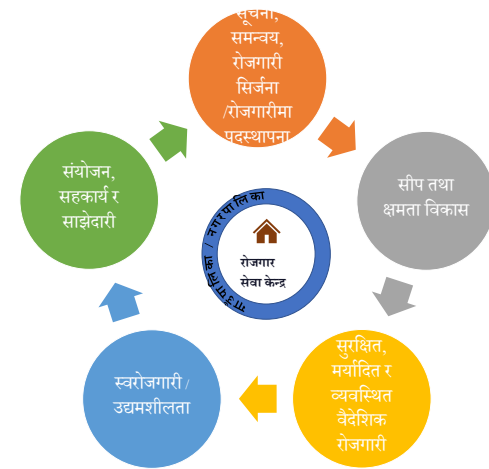 सूचना,
समन्वय,
रोजगारी
सिर्जना
/रोजगारीमा
पदस्थापना
सीप तथा
क्षमता विकास
सुरक्षित,
मर्यादित र
व्यवस्थित
वैदेशिक
रोजगारी
स्वरोजगारी /
उद्यमशीलता
संयोजन,
सहकार्य र
साझेदारी
गाउँपालिका / नगरपालिका
रोजगार
सेवा केन्द्र